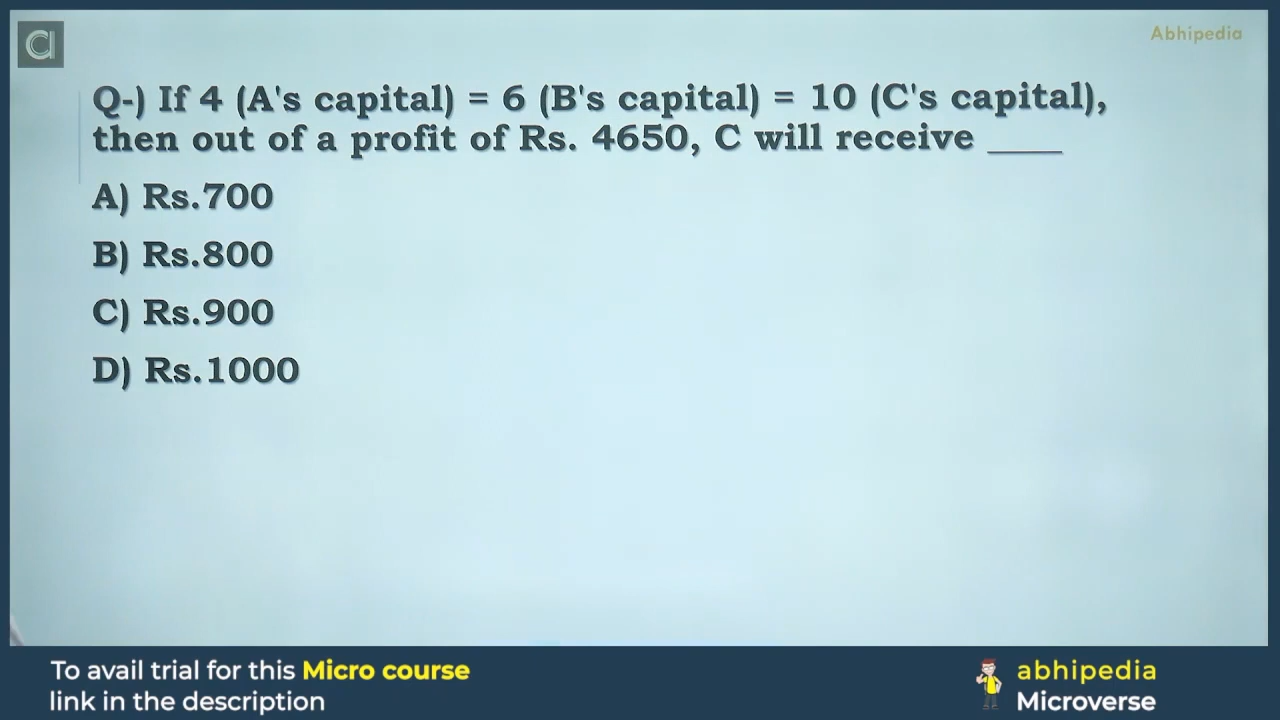 Abhipedia
Q-) If 4 (A's capital) = 6 (B's capital) = 10 (C's capital),
then out of a profit of Rs. 4650, C will receive ____
A) Rs.700
B) Rs.800
C) Rs.900
D) Rs.1000
To avail trial for this Micro course
link in the description
abhipedia
Microverse